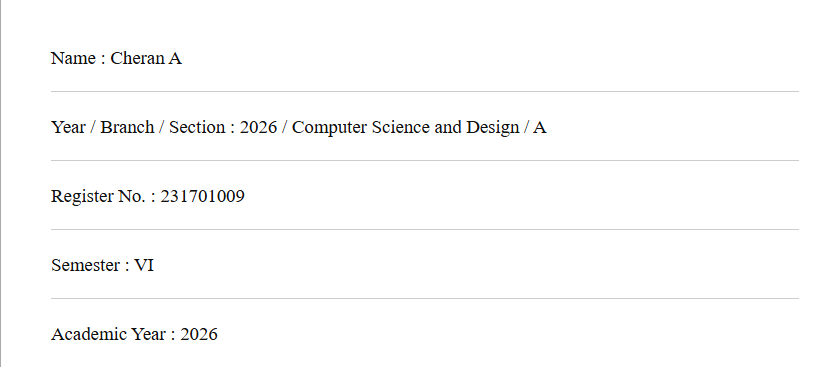 Name : Cheran A
Year / Branch / Section : 2026 / Computer Science and Design / A
Register No. : 231701009
Semester : VI
Academic Year : 2026